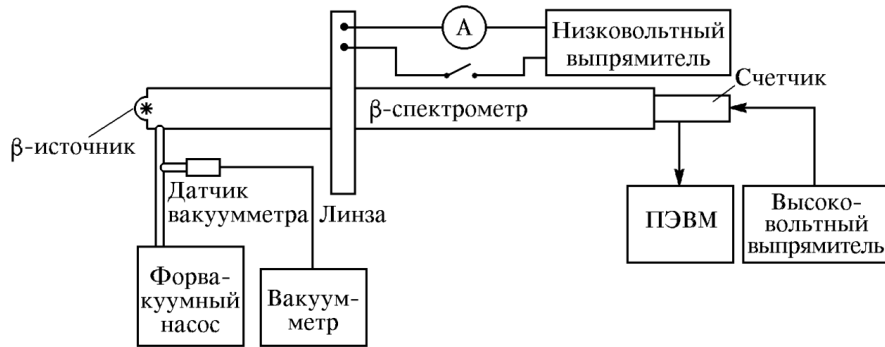 А
Низковольтный
выпрямитель
Счетчик
β-спектрометр
β-источник
Датчик
вакуумметра
Линза
ПЭВМ
Высоко-
вольтный
выпрямитель
Форва-
куумный
насос
Вакуум-
метр